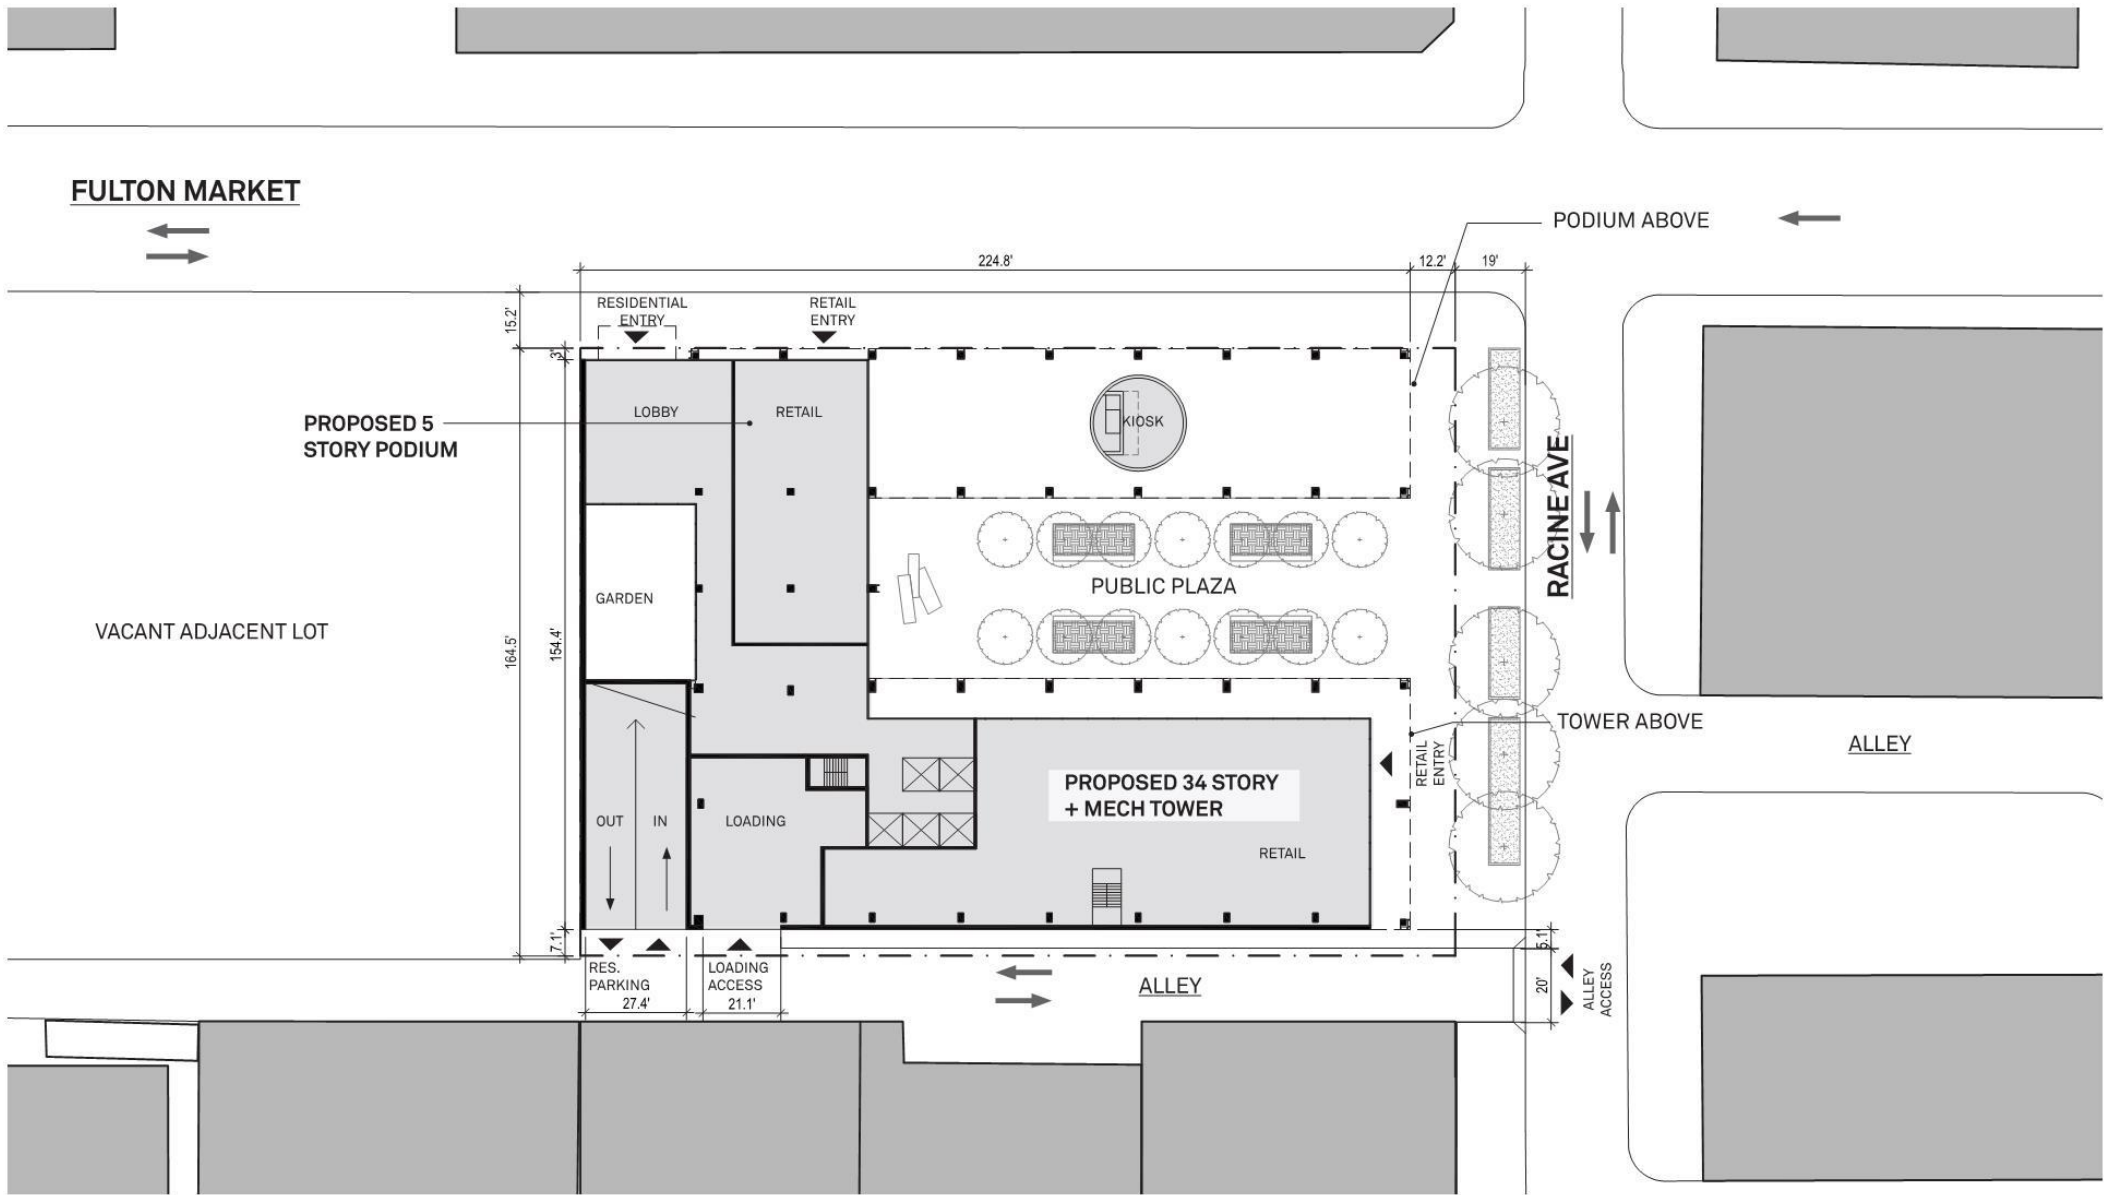 FULTON MARKET
PODIUM ABOVE
224.8'
12.2'
19'
RESIDENTIAL
ENTRY
RETAIL
ENTRY
15.2'
3'
LOBBY
RETAIL
KIOSK
PROPOSED 5
STORY PODIUM
RACINE AVE
GARDEN
PUBLIC PLAZA
VACANT ADJACENT LOT
164.5'
154.4'
TOWER ABOVE
RETAIL
ENTRY
ALLEY
PROPOSED 34 STORY
+ MECH TOWER
OUT
IN
LOADING
RETAIL
7.1'
5.1'
RES.
PARKING
27.4'
LOADING
ACCESS
21.1'
ALLEY
20'
ALLEY
ACCESS